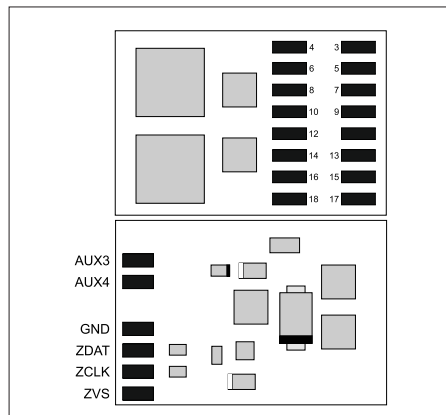 4 3
6 5
8 7
10 9
12
14 13
16 15
18 17
AUX3
AUX4
GND
ZDAT
ZCLK
ZVS